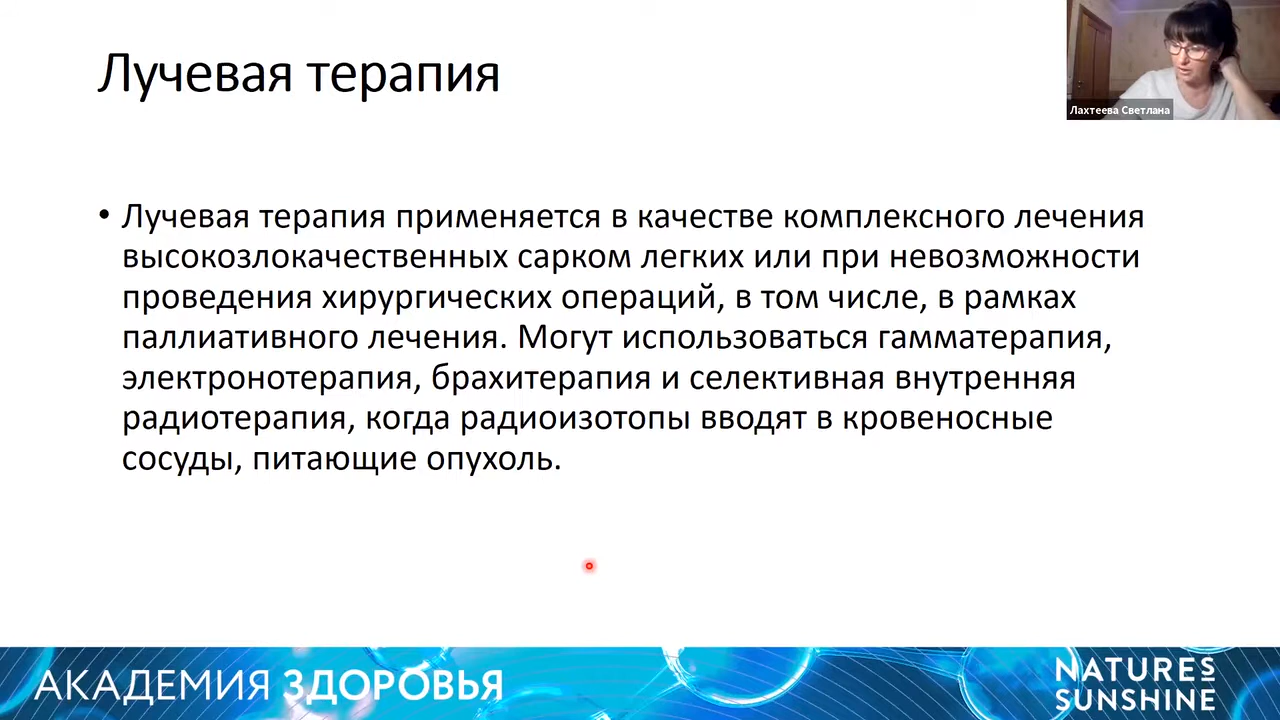 Лучевая терапия
Лахтеева Светлана
• Лучевая терапия применяется в качестве комплексного лечения
высокозлокачественных сарком легких или при невозможности
проведения хирургических операций, в том числе, в рамках
паллиативного лечения. Могут использоваться гамматерапия,
электронотерапия, брахитерапия и селективная внутренняя
радиотерапия, когда радиоизотопы вводят в кровеносные
сосуды, питающие опухоль.
АКАДЕМИЯ ЗДОРОВЬЯ
NATURES
SUNSHINE